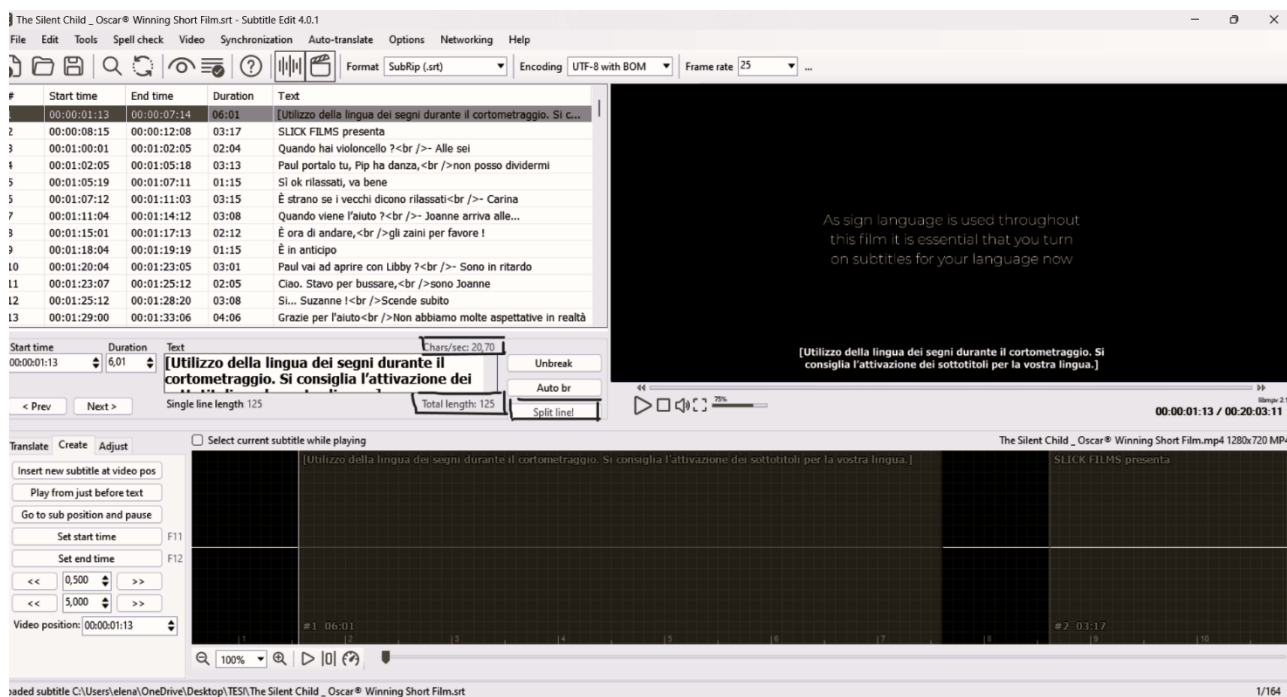 The Silent Child _ Oscar® Winning Short Film.srt - Subtitle Edit 4.0.1
File Edit Tools Spell check Video Synchronization Auto-translate Options Networking Help
Format SubRip (.srt) Encoding UTF-8 with BOM Frame rate 25 ...
# Start time End time Duration Text
00:00:01:13 00:00:07:14 06:01 [Utilizzo della lingua dei segni durante il cortometraggio. Si c...
2 00:00:08:15 00:00:12:08 03:17 SLICK FILMS presenta
3 00:01:00:01 00:01:02:05 02:04 Quando hai violoncello ?<br />- Alle sei
4 00:01:02:05 00:01:05:18 03:13 Paul portalo tu, Pip ha danza,<br />non posso dividermi
5 00:01:05:19 00:01:07:11 01:15 Sì ok rilassati, va bene
6 00:01:07:12 00:01:11:03 03:15 È strano se i vecchi dicono rilassati<br />- Carina
7 00:01:11:04 00:01:14:12 03:08 Quando viene l'aiuto ?<br />- Joanne arriva alle...
8 00:01:15:01 00:01:17:13 02:12 È ora di andare,<br />gli zaini per favore !
9 00:01:18:04 00:01:19:19 01:15 È in anticipo
10 00:01:20:04 00:01:23:05 03:01 Paul vai ad aprire con Libby ?<br />- Sono in ritardo
11 00:01:23:07 00:01:25:12 02:05 Ciao. Stavo per bussare,<br />sono Joanne
12 00:01:25:12 00:01:28:20 03:08 Si... Suzanne !<br />Scende subito
13 00:01:29:00 00:01:33:06 04:06 Grazie per l'aiuto<br />Non abbiamo molte aspettative in realtà
As sign language is used throughout
this film it is essential that you turn
on subtitles for your language now
[Utilizzo della lingua dei segni durante il cortometraggio. Si
consiglia l'attivazione dei sottotitoli per la vostra lingua.]
75%
libmpv 2.1
00:00:01:13 / 00:20:03:11
Start time Duration Text Chars/sec: 20,70
00:00:01:13 6,01
[Utilizzo della lingua dei segni durante il
cortometraggio. Si consiglia l'attivazione dei
Unbreak
Auto br
Split line!
< Prev Next > Single line length 125 Total length: 125
Translate Create Adjust
Select current subtitle while playing
The Silent Child _ Oscar® Winning Short Film.mp4 1280x720 MP4
Insert new subtitle at video pos
Play from just before text
Go to sub position and pause
Set start time F11
Set end time F12
<< 0,500 >>
<< 5,000 >>
Video position: 00:00:01:13
[Utilizzo della lingua dei segni durante il cortometraggio. Si consiglia l'attivazione dei sottotitoli per la vostra lingua.]
SLICK FILMS presenta
#1 06:01
#2 03:17
1 2 3 4 5 6 7 8 9 10
100%
subtitle C:\Users\elena\OneDrive\Desktop\TESI\The Silent Child _ Oscar® Winning Short Film.srt
1/164